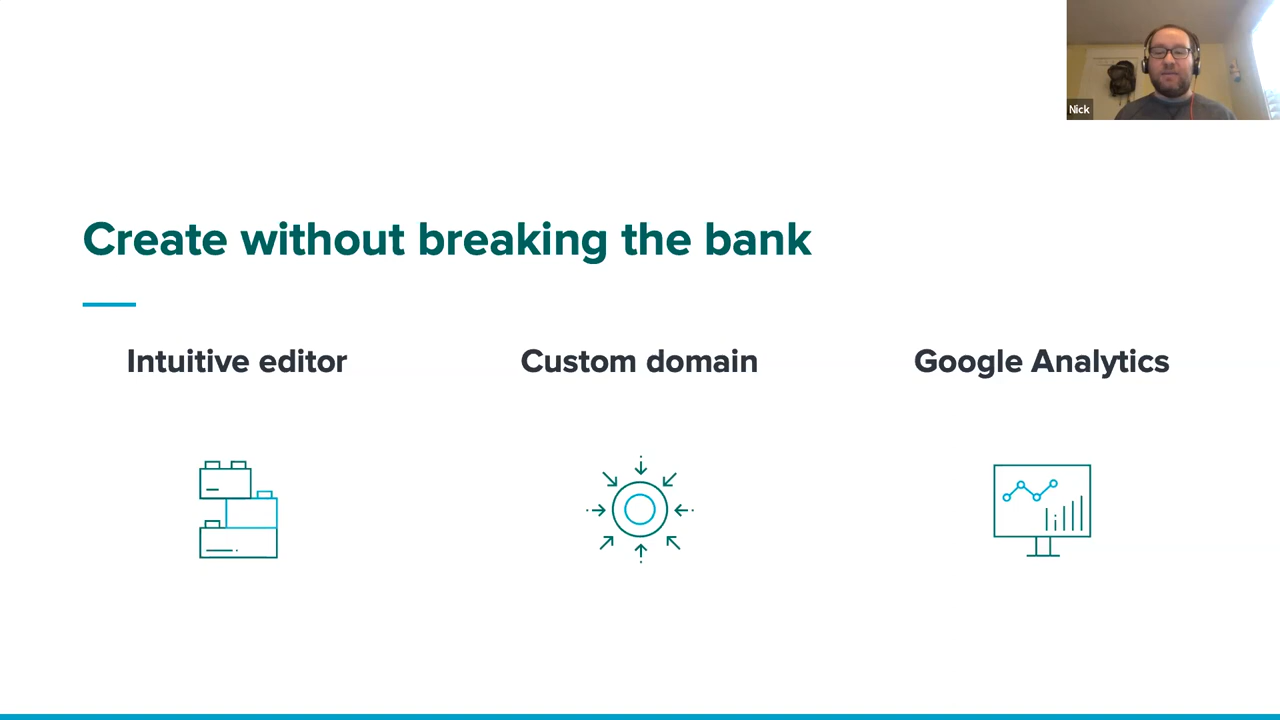 Nick
Create without breaking the bank
Intuitive editor
Custom domain
Google Analytics